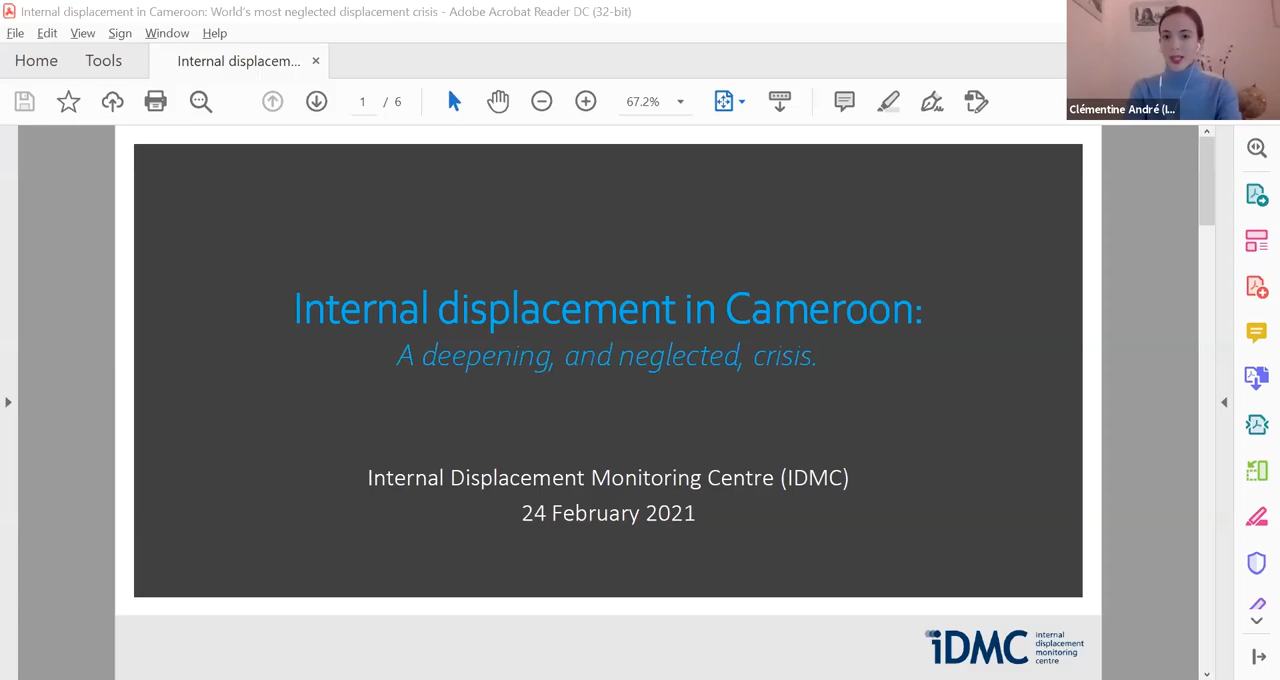 Internal displacement in Cameroon: World's most neglected displacement crisis - Adobe Acrobat Reader DC (32-bit)
File Edit View Sign Window Help
Home Tools Internal displacem... ×
1 / 6 67.2%
Clémentine André (I...
Internal displacement in Cameroon:
A deepening, and neglected, crisis.
Internal Displacement Monitoring Centre (IDMC)
24 February 2021
iDMC
internal
displacement
monitoring
centre